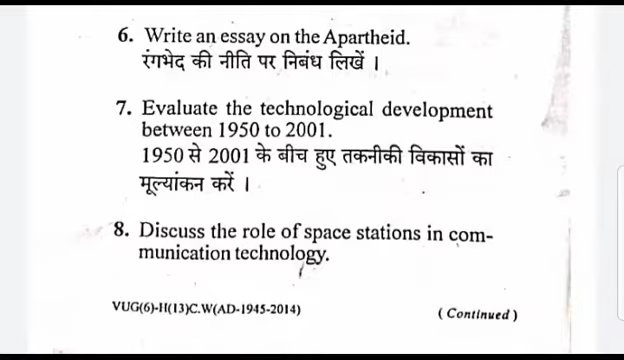 6. Write an essay on the Apartheid.
रंगभेद की नीति पर निबंध लिखें ।
7. Evaluate the technological development
between 1950 to 2001.
1950 से 2001 के बीच हुए तकनीकी विकासों का
मूल्यांकन करें ।
8. Discuss the role of space stations in com-
munication technology.
VUG(6)-H(13)C.W(AD-1945-2014)
( Continued )